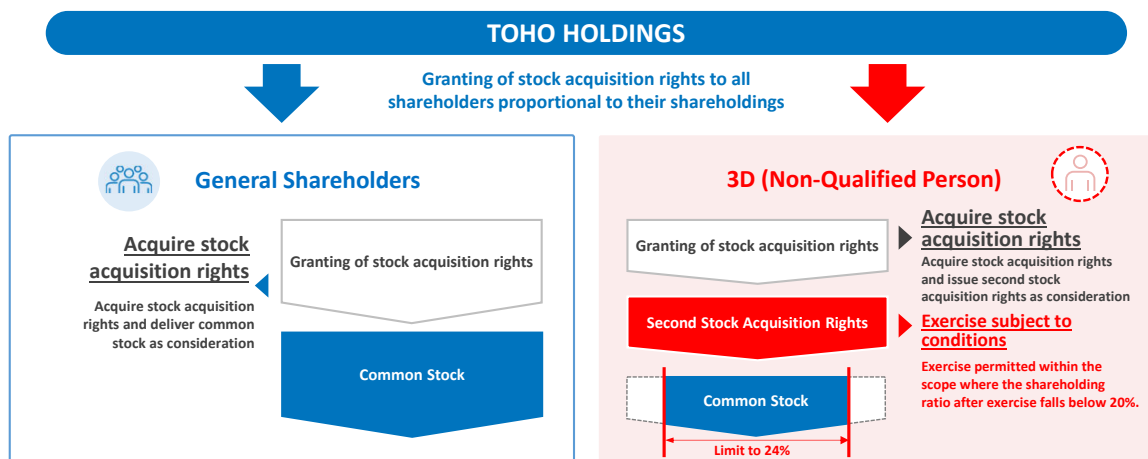 TOHO HOLDINGS
Granting of stock acquisition rights to all
shareholders proportional to their shareholdings
General Shareholders
Acquire stock
acquisition rights
Acquire stock acquisition
rights and deliver common
stock as consideration
Granting of stock acquisition rights
Common Stock
3D (Non-Qualified Person)
Granting of stock acquisition rights
Acquire stock
acquisition rights
Acquire stock acquisition rights
and issue second stock
acquisition rights as consideration
Second Stock Acquisition Rights
Exercise subject to
conditions
Exercise permitted within the
scope where the shareholding
ratio after exercise falls below 20%.
Common Stock
Limit to 24%